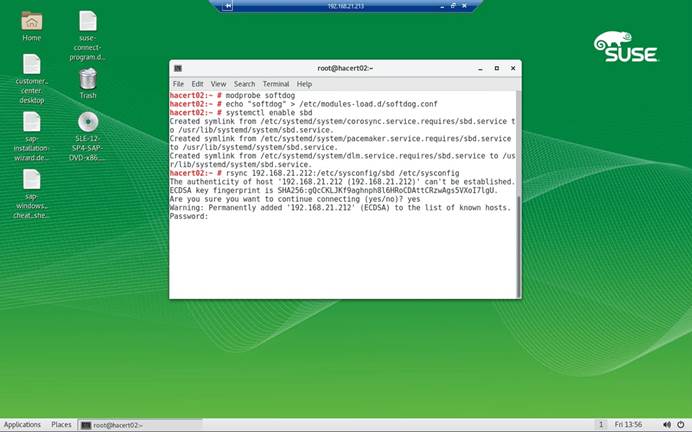 192.168.21.213
Home
suse-
connect-
program.d...
SUSE
customer_
center.
desktop
Trash
sap-
installation-
wizard.de...
SLE-12-
SP4-SAP-
DVD-x86....
sap-
windows_
cheat_she...
root@hacert02:~
File Edit View Search Terminal Help
hacert02:~ # modprobe softdog
hacert02:~ # echo "softdog" > /etc/modules-load.d/softdog.conf
hacert02:~ # systemctl enable sbd
Created symlink from /etc/systemd/system/corosync.service.requires/sbd.service t
o /usr/lib/systemd/system/sbd.service.
Created symlink from /etc/systemd/system/pacemaker.service.requires/sbd.service
to /usr/lib/systemd/system/sbd.service.
Created symlink from /etc/systemd/system/dlm.service.requires/sbd.service to /us
r/lib/systemd/system/sbd.service.
hacert02:~ # rsync 192.168.21.212:/etc/sysconfig/sbd /etc/sysconfig
The authenticity of host '192.168.21.212 (192.168.21.212)' can't be established.
ECDSA key fingerprint is
Are you sure you want to continue connecting (yes/no)? yes
Warning: Permanently added '192.168.21.212' (ECDSA) to the list of known hosts.
Password:
Applications Places root@hacert02:~ 1 Fri 13:56